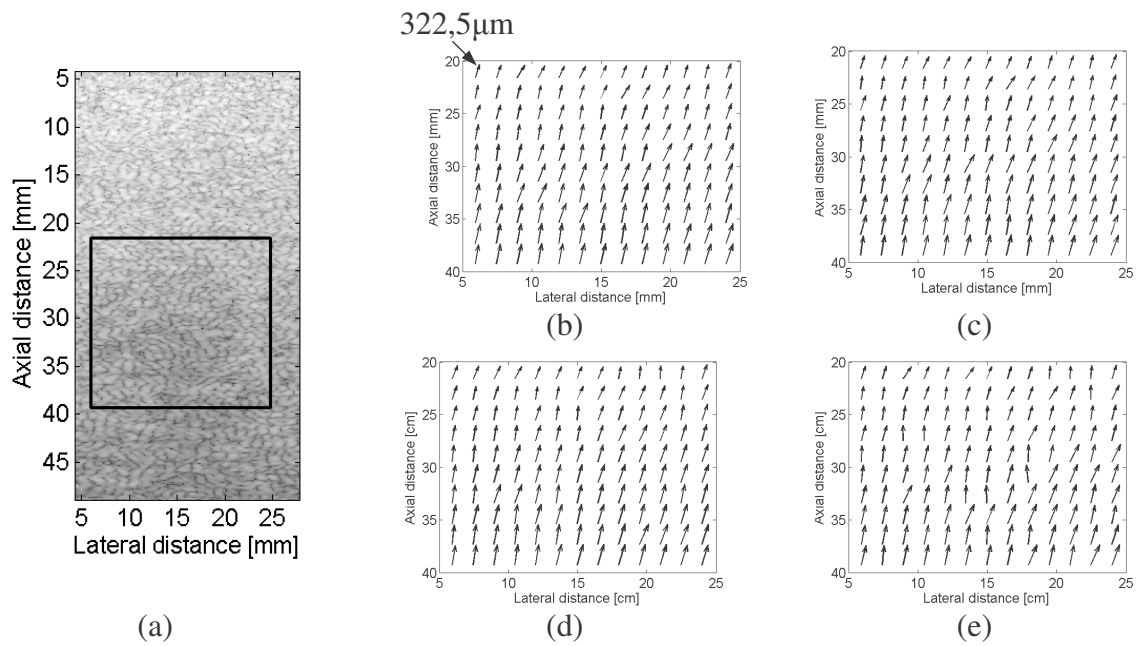 322,5μm
5
10
15
20
25
30
35
40
45
Axial distance [mm]
5 10 15 20 25
Lateral distance [mm]
(a)
20
25
30
35
40
Axial distance [mm]
5 10 15 20 25
Lateral distance [mm]
(b)
20
25
30
35
40
Axial distance [mm]
5 10 15 20 25
Lateral distance [mm]
(c)
20
25
30
35
40
Axial distance [cm]
5 10 15 20 25
Lateral distance [cm]
(d)
20
25
30
35
40
Axial distance [cm]
5 10 15 20 25
Lateral distance [cm]
(e)